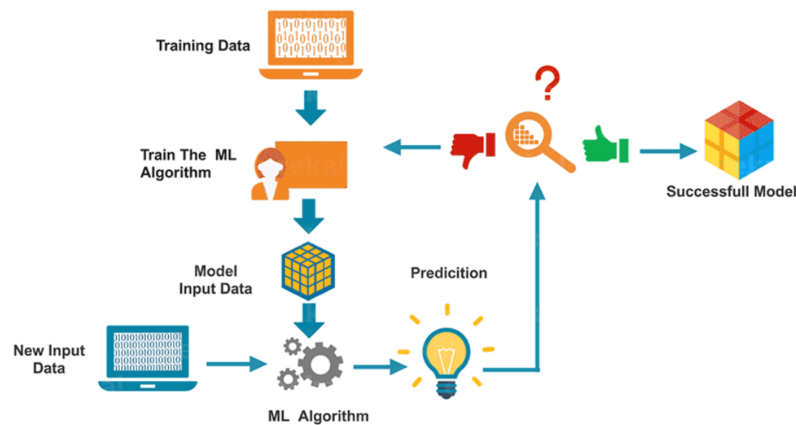 Training Data
Train The ML
Algorithm
?
Successfull Model
Model
Input Data
Predicition
New Input
Data
ML Algorithm